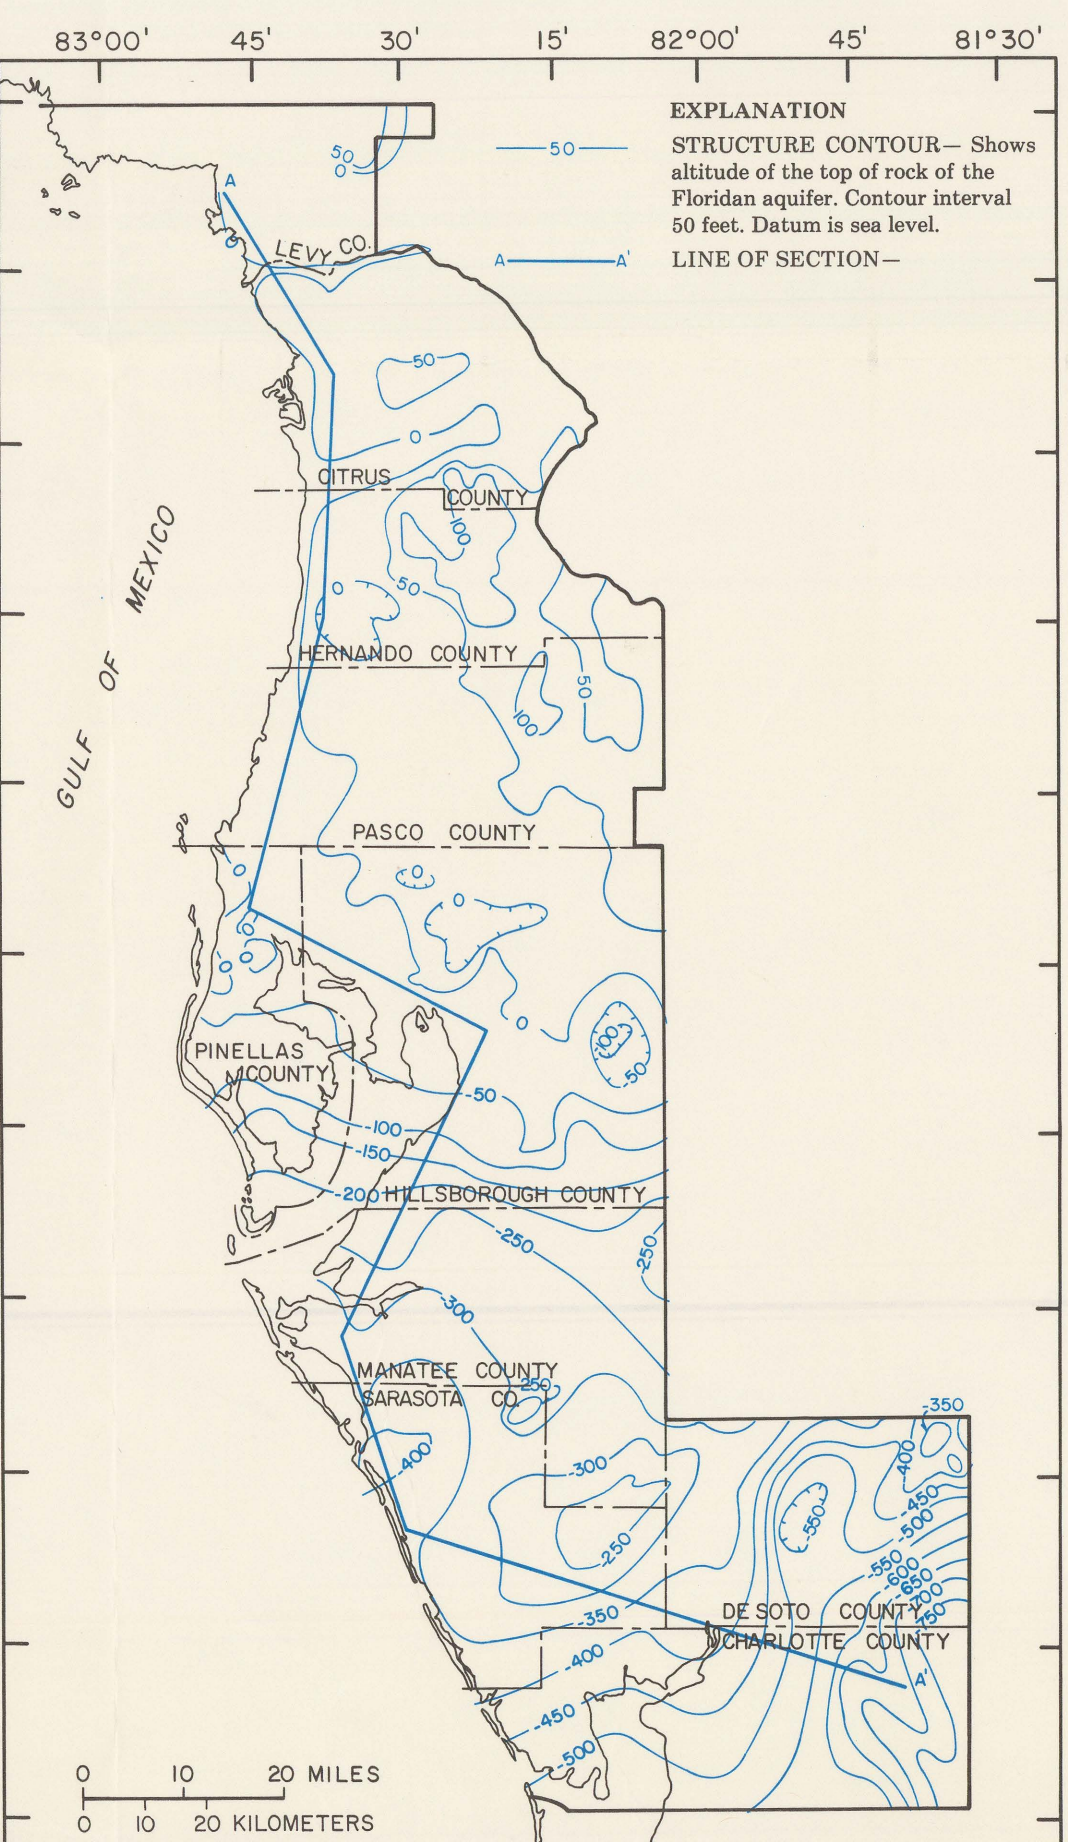 83°00' 45' 30' 15' 82°00' 45' 81°30'
EXPLANATION
50
STRUCTURE CONTOUR— Shows
altitude of the top of rock of the
Floridan aquifer. Contour interval
50 feet. Datum is sea level.
A A'
LINE OF SECTION—
50
0
A
0
LEVY CO.
50
0
CITRUS
COUNTY
100
50
0
HERNANDO COUNTY
50
100
GULF OF MEXICO
PASCO COUNTY
0
0
0
0
0
0
0
-100
-50
PINELLAS
COUNTY
-50
-100
-150
-200
HILLSBOROUGH COUNTY
-250
-250
-300
MANATEE COUNTY
-250
SARASOTA CO.
-350
-400
-400
-300
-450
-500
-550
-250
-550
-600
-650
-700
-750
-350
DE SOTO COUNTY
CHARLOTTE COUNTY
-400
A'
-450
-500
0 10 20 MILES
0 10 20 KILOMETERS